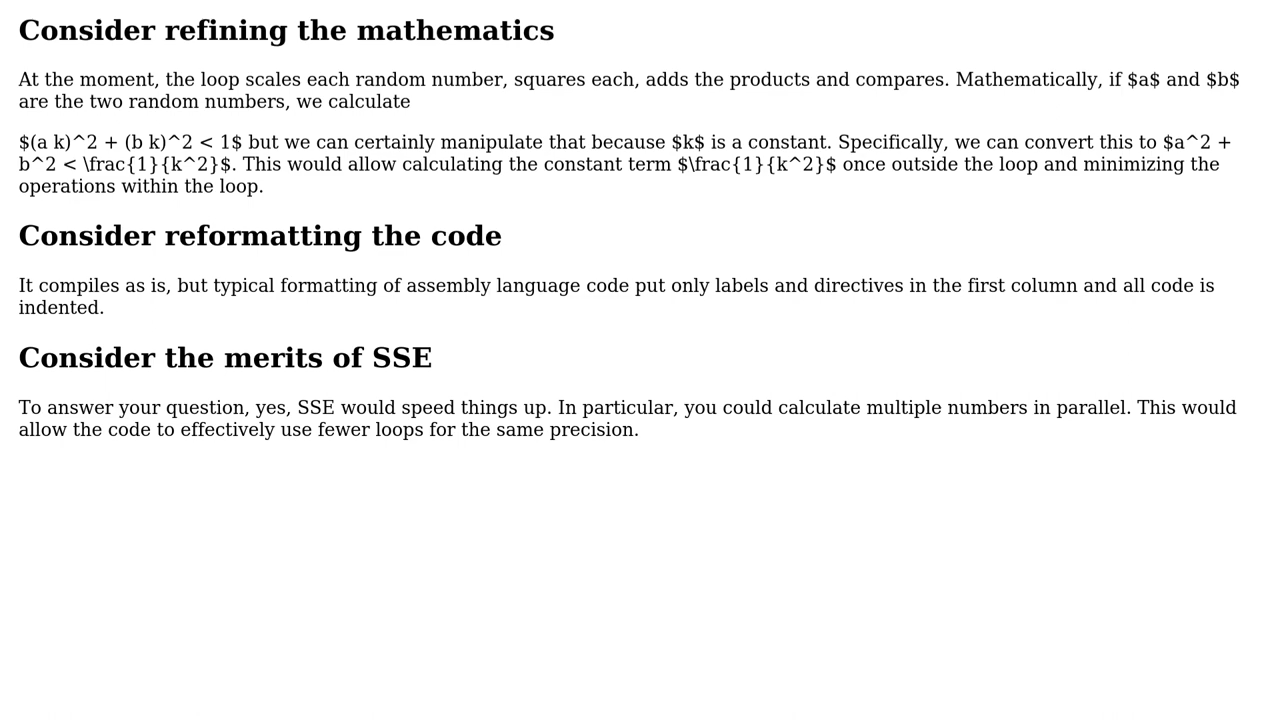 Consider refining the mathematics
At the moment, the loop scales each random number, squares each, adds the products and compares. Mathematically, if $a$ and $b$
are the two random numbers, we calculate
$(a k)^2 + (b k)^2 < 1$ but we can certainly manipulate that because $k$ is a constant. Specifically, we can convert this to $a^2 +
b^2 < \frac{1}{k^2}$. This would allow calculating the constant term $\frac{1}{k^2}$ once outside the loop and minimizing the
operations within the loop.
Consider reformatting the code
It compiles as is, but typical formatting of assembly language code put only labels and directives in the first column and all code is
indented.
Consider the merits of SSE
To answer your question, yes, SSE would speed things up. In particular, you could calculate multiple numbers in parallel. This would
allow the code to effectively use fewer loops for the same precision.